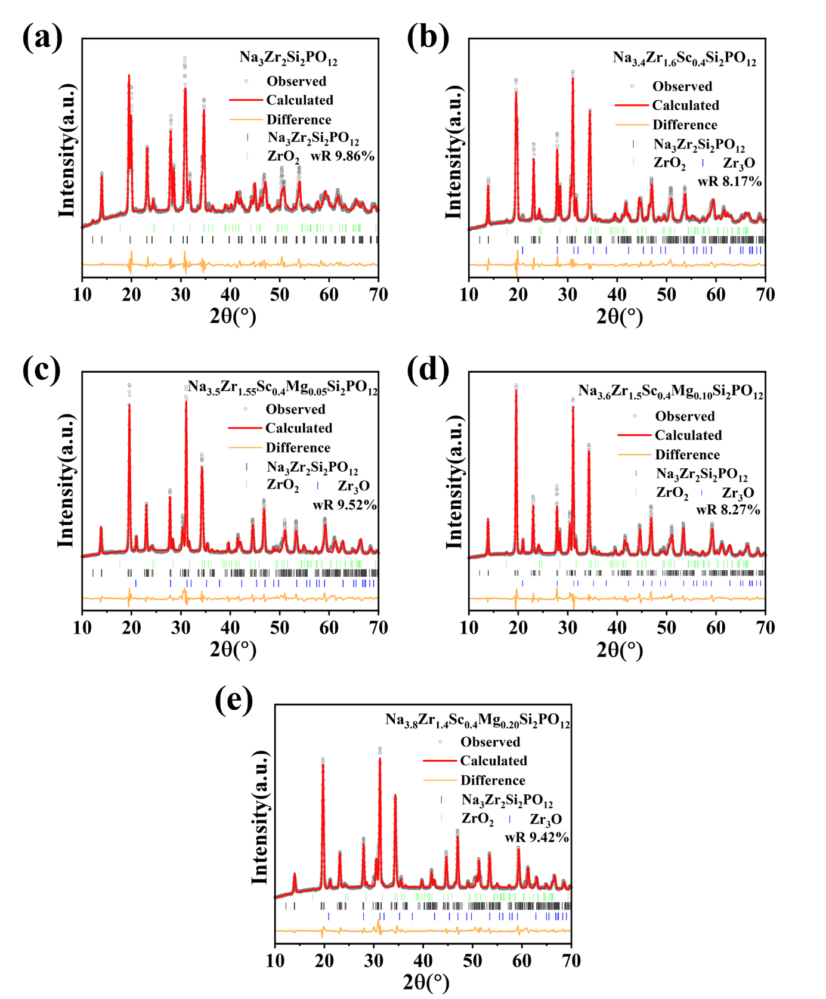 (a)
Na3Zr2Si2PO12
Observed
Calculated
Difference
Na3Zr2Si2PO12
ZrO2 wR 9.86%
Intensity(a.u.)
10 20 30 40 50 60 70
2θ(°)
(b)
Na3.4Zr1.6Sc0.4Si2PO12
Observed
Calculated
Difference
Na3Zr2Si2PO12
ZrO2 Zr3O
wR 8.17%
Intensity(a.u.)
10 20 30 40 50 60 70
2θ(°)
(c)
Na3.5Zr1.55Sc0.4Mg0.05Si2PO12
Observed
Calculated
Difference
Na3Zr2Si2PO12
ZrO2 Zr3O
wR 9.52%
Intensity(a.u.)
10 20 30 40 50 60 70
2θ(°)
(d)
Na3.6Zr1.5Sc0.4Mg0.10Si2PO12
Observed
Calculated
Difference
Na3Zr2Si2PO12
ZrO2 Zr3O
wR 8.27%
Intensity(a.u.)
10 20 30 40 50 60 70
2θ(°)
(e)
Na3.8Zr1.4Sc0.4Mg0.20Si2PO12
Observed
Calculated
Difference
Na3Zr2Si2PO12
ZrO2 Zr3O
wR 9.42%
Intensity(a.u.)
10 20 30 40 50 60 70
2θ(°)